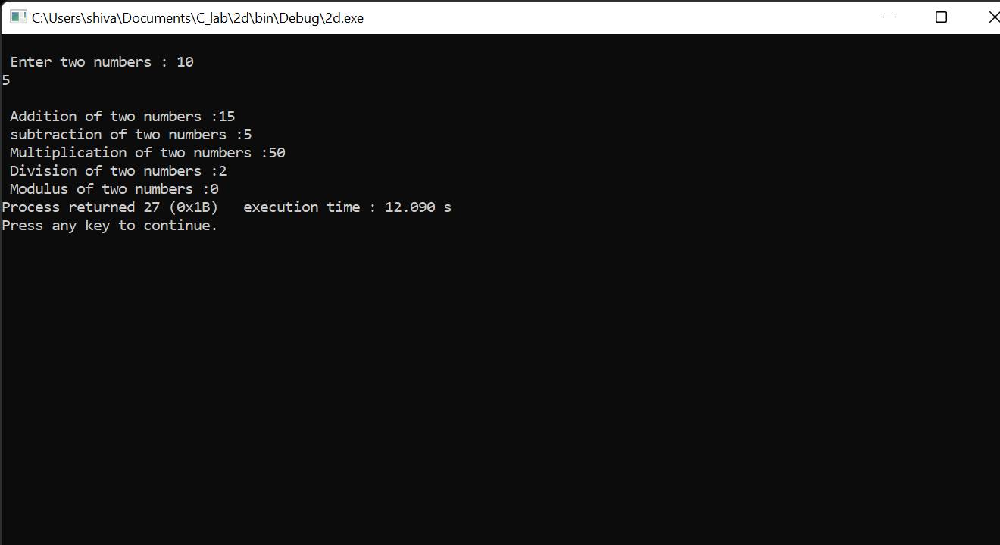 C:\Users\shiva\Documents\C_lab\2d\bin\Debug\2d.exe
Enter two numbers : 10
5
Addition of two numbers :15
subtraction of two numbers :5
Multiplication of two numbers :50
Division of two numbers :2
Modulus of two numbers :0
Process returned 27 (0x1B)   execution time : 12.090 s
Press any key to continue.